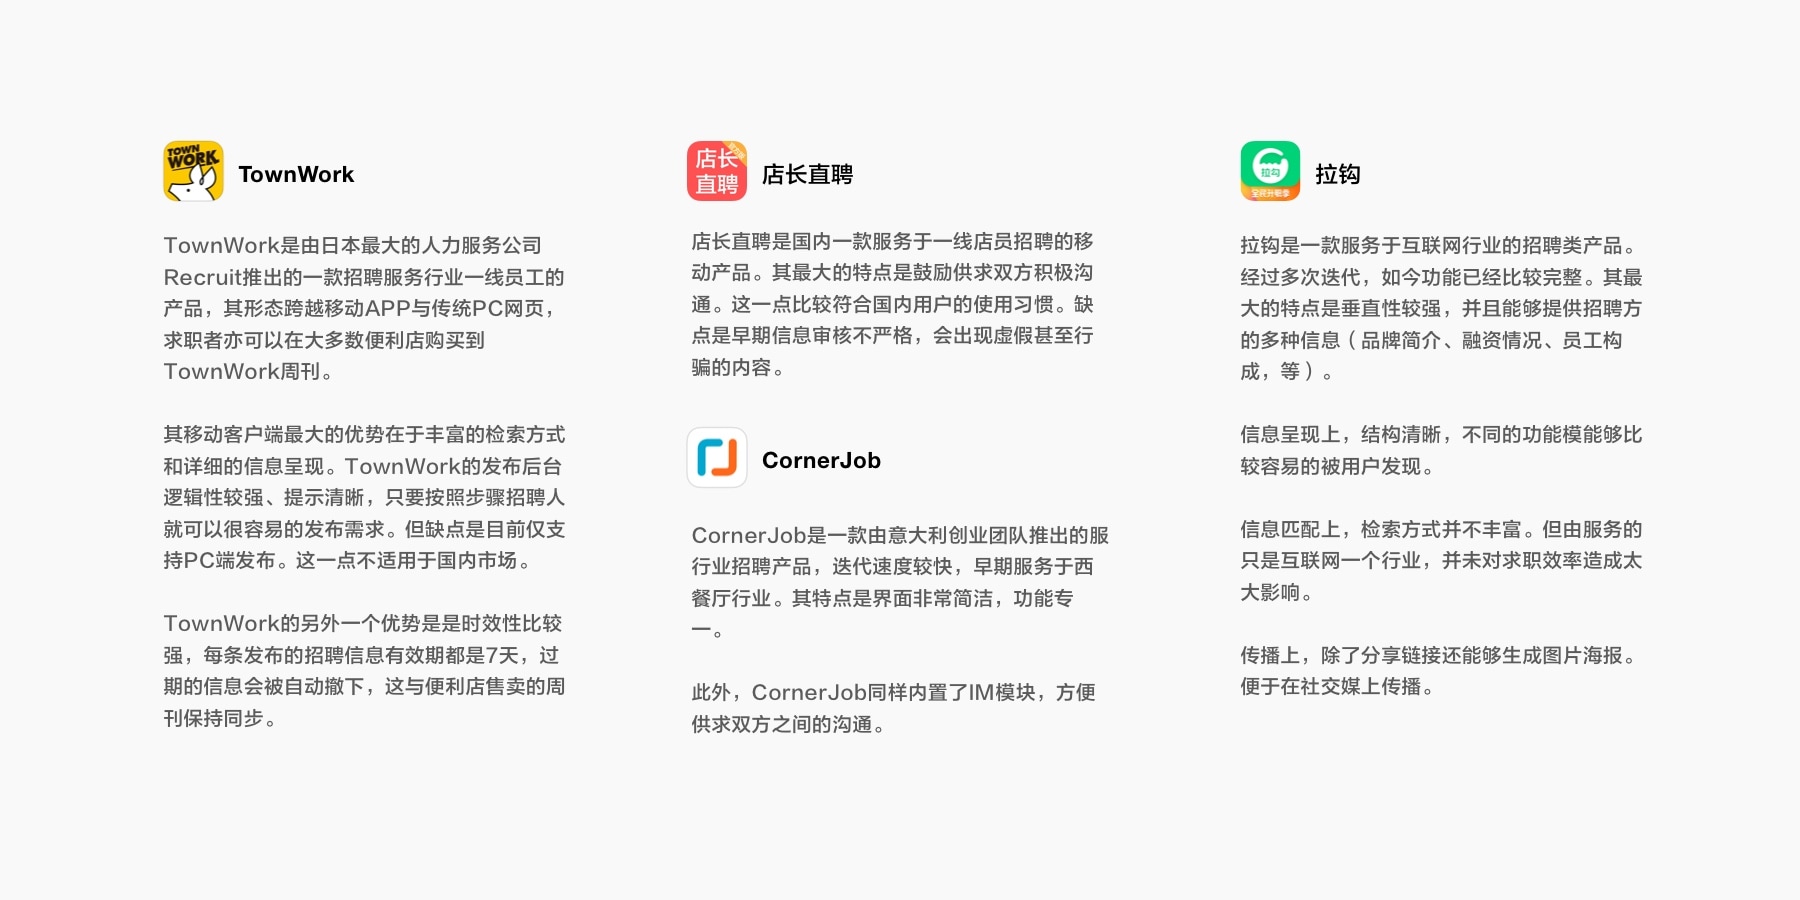 TOWN
WORK
TownWork
TownWork是由日本最大的人力服务公司
Recruit推出的一款招聘服务行业一线员工的
产品，其形态跨越移动APP与传统PC网页，
求职者亦可以在大多数便利店购买到
TownWork周刊。
其移动客户端最大的优势在于丰富的检索方式
和详细的信息呈现。TownWork的发布后台
逻辑性较强、提示清晰，只要按照步骤招聘人
就可以很容易的发布需求。但缺点是目前仅支
持PC端发布。这一点不适用于国内市场。
TownWork的另外一个优势是是时效性比较
强，每条发布的招聘信息有效期都是7天，过
期的信息会被自动撤下，这与便利店售卖的周
刊保持同步。
店长
直聘
店长直聘
店长直聘是国内一款服务于一线店员招聘的移
动产品。其最大的特点是鼓励供求双方积极沟
通。这一点比较符合国内用户的使用习惯。缺
点是早期信息审核不严格，会出现虚假甚至行
骗的内容。
CornerJob
CornerJob是一款由意大利创业团队推出的服
行业招聘产品，迭代速度较快，早期服务于西
餐厅行业。其特点是界面非常简洁，功能专
一。
此外，CornerJob同样内置了IM模块，方便
供求双方之间的沟通。
拉勾
拉钩
拉钩是一款服务于互联网行业的招聘类产品。
经过多次迭代，如今功能已经比较完整。其最
大的特点是垂直性较强，并且能够提供招聘方
的多种信息（品牌简介、融资情况、员工构
成，等）。
信息呈现上，结构清晰，不同的功能模能够比
较容易的被用户发现。
信息匹配上，检索方式并不丰富。但由服务的
只是互联网一个行业，并未对求职效率造成太
大影响。
传播上，除了分享链接还能够生成图片海报。
便于在社交媒上传播。